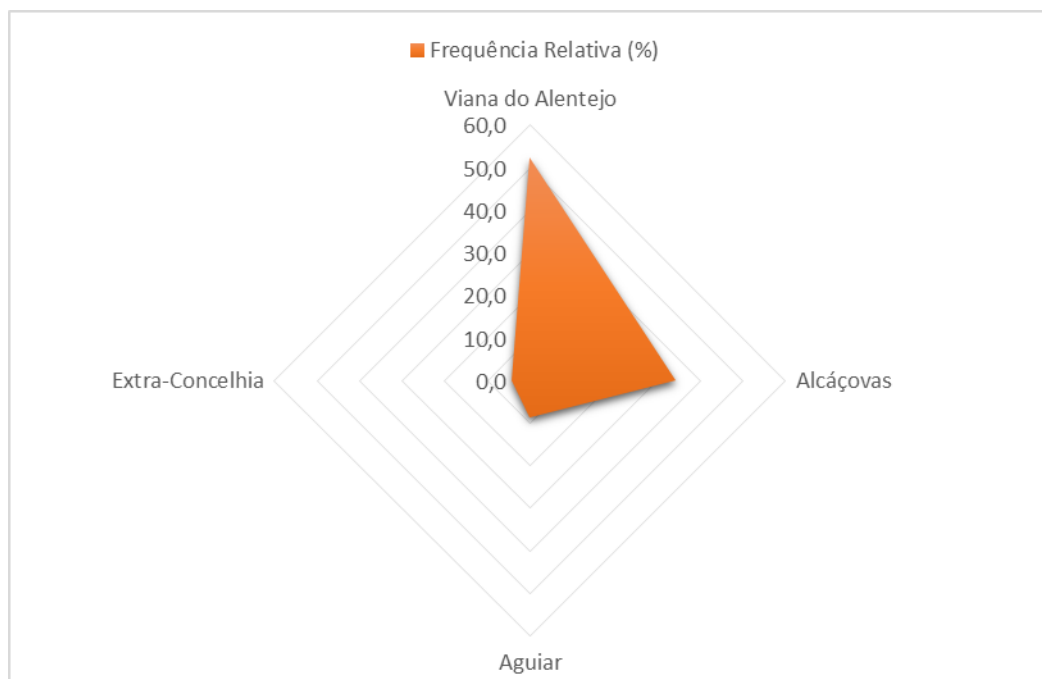 Frequência Relativa (%)
Viana do Alentejo
60,0
50,0
40,0
30,0
20,0
10,0
0,0
Extra-Concelhia
Alcáçovas
Aguiar